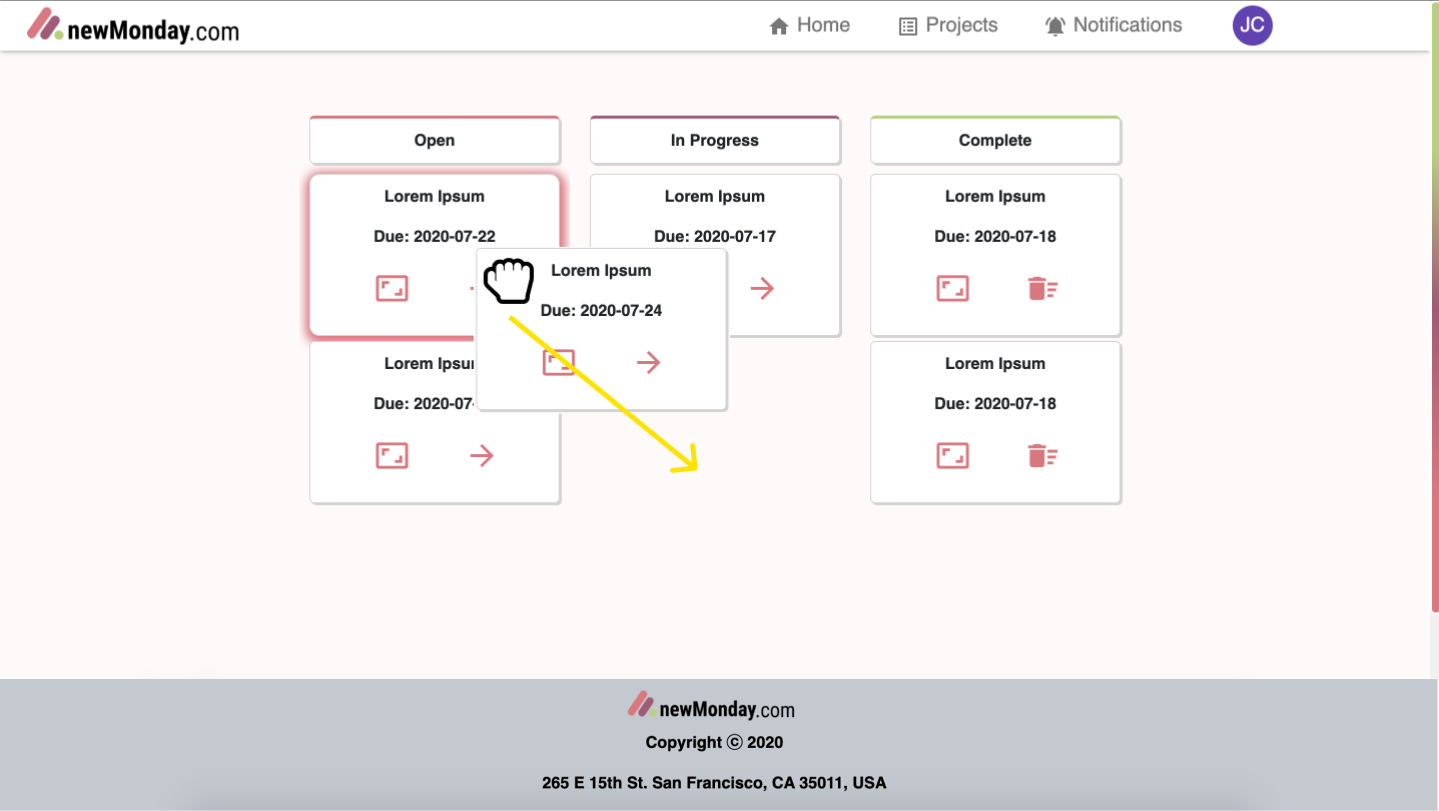 newMonday.com
Home
Projects
Notifications
JC
Open
In Progress
Complete
Lorem Ipsum
Due: 2020-07-22
Lorem Ipsum
Due: 2020-07-17
Lorem Ipsum
Due: 2020-07-18
Lorem Ipsum
Due: 2020-07-24
Lorem Ipsu
Due: 2020-07-
Lorem Ipsum
Due: 2020-07-18
newMonday.com
Copyright ⓒ 2020
265 E 15th St. San Francisco, CA 35011, USA